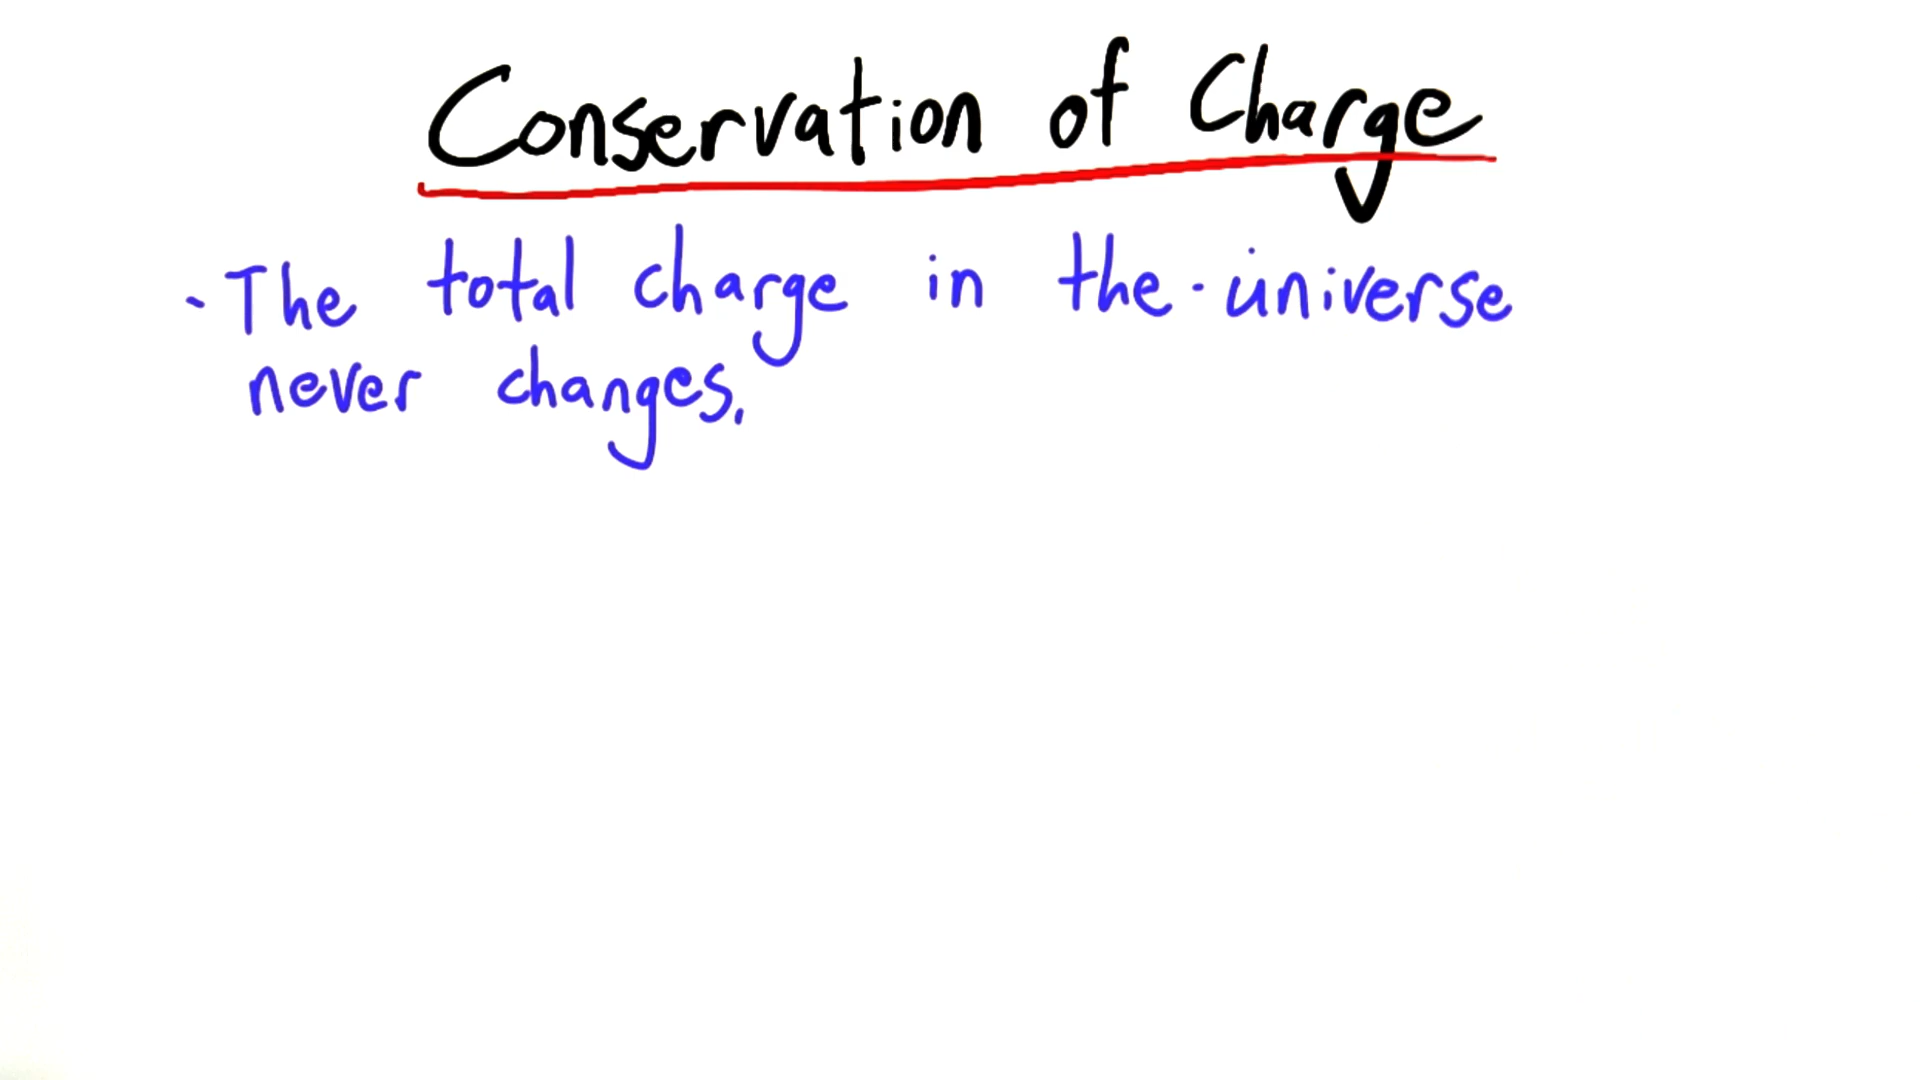 Conservation of Charge
· The total charge in the universe
never changes.